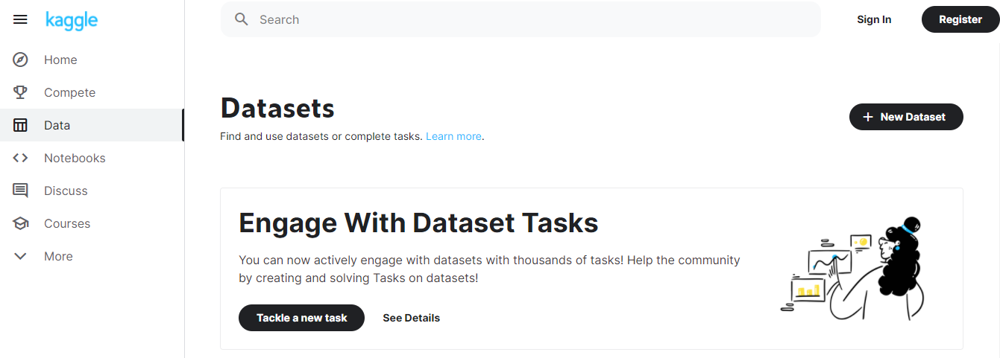 kaggle
Search
Sign In
Register
Home
Compete
Data
Notebooks
Discuss
Courses
More
Datasets
+ New Dataset
Find and use datasets or complete tasks. Learn more.
Engage With Dataset Tasks
You can now actively engage with datasets with thousands of tasks! Help the community
by creating and solving Tasks on datasets!
Tackle a new task
See Details